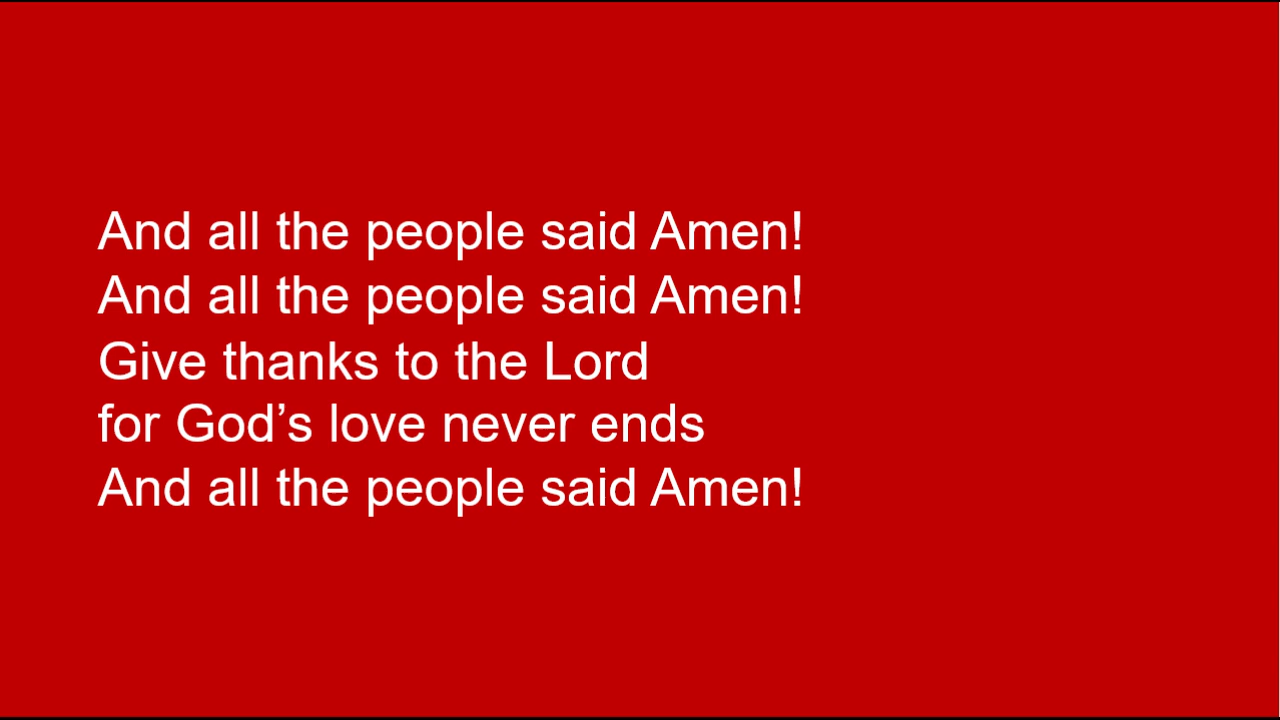 And all the people said Amen!
And all the people said Amen!
Give thanks to the Lord
for God’s love never ends
And all the people said Amen!